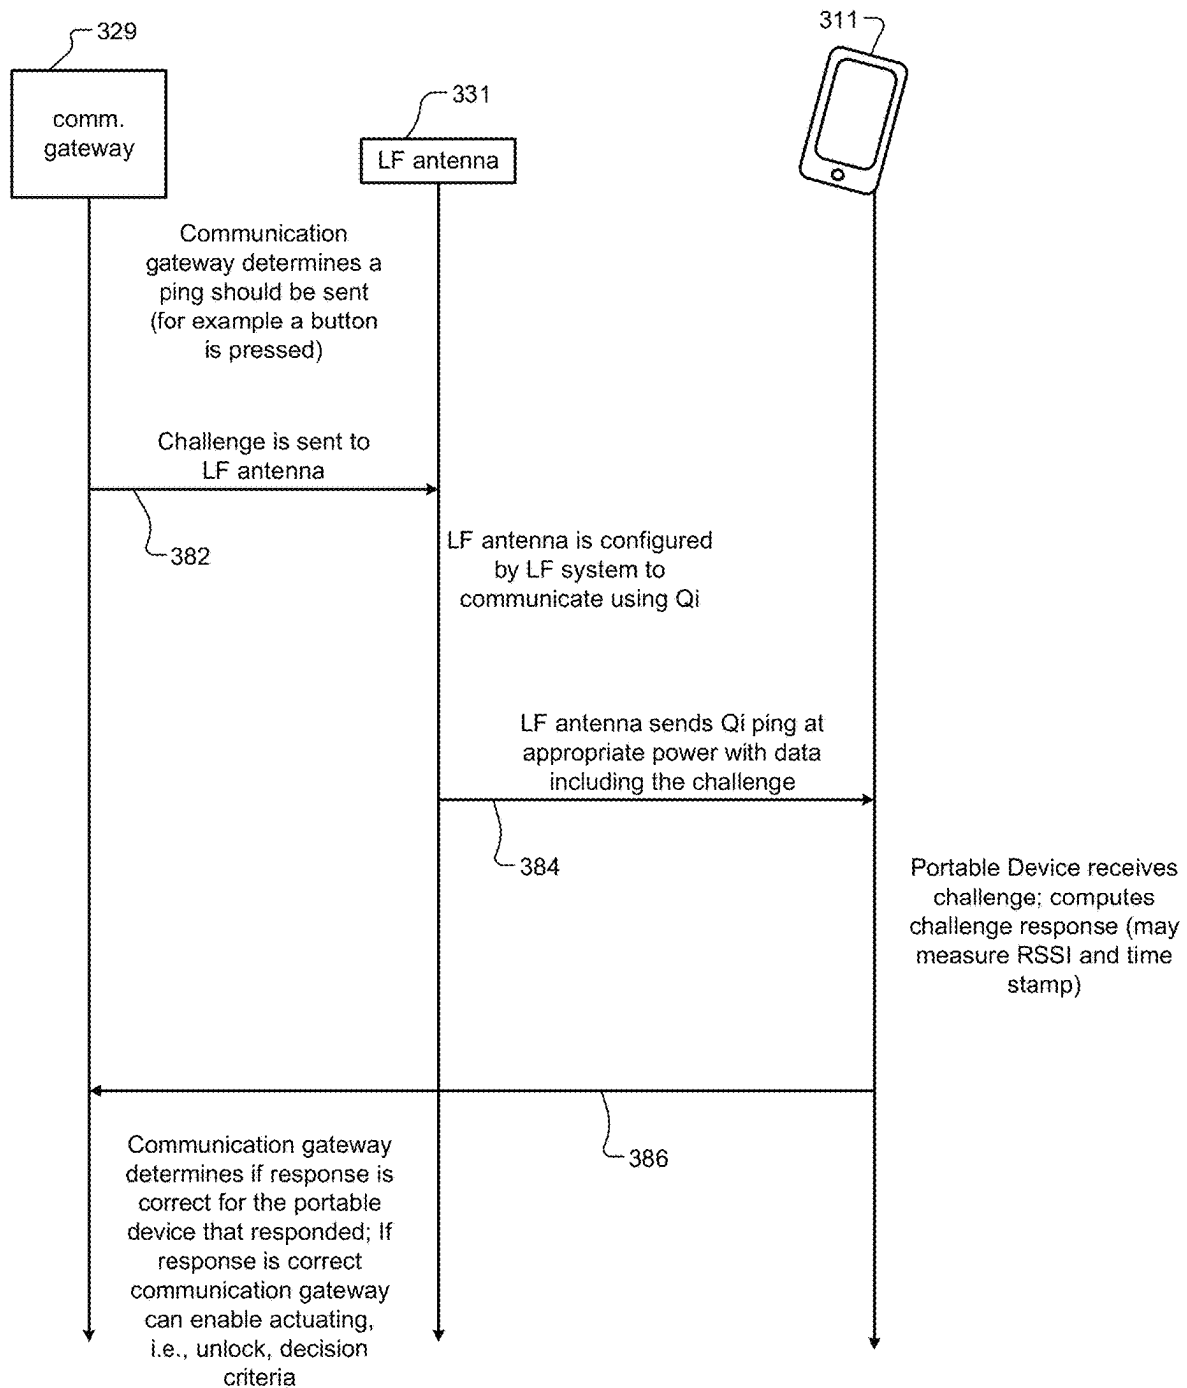 329
311
331
comm.
gateway
LF antenna
Communication
gateway determines a
ping should be sent
(for example a button
is pressed)
Challenge is sent to
LF antenna
382
LF antenna is configured
by LF system to
communicate using Qi
LF antenna sends Qi ping at
appropriate power with data
including the challenge
384
Portable Device receives
challenge; computes
challenge response (may
measure RSSI and time
stamp)
386
Communication gateway
determines if response is
correct for the portable
device that responded; If
response is correct
communication gateway
can enable actuating,
i.e., unlock, decision
criteria